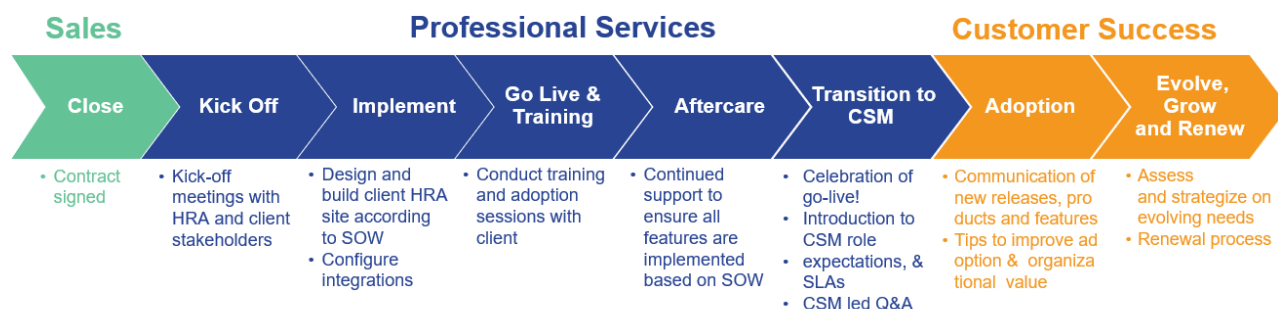 Sales
Professional Services
Customer Success
Close
Kick Off
Implement
Go Live &
Training
Aftercare
Transition to
CSM
Adoption
Evolve,
Grow
and Renew
• Contract
signed
• Kick-off
meetings with
HRA and client
stakeholders
• Design and
build client HRA
site according
to SOW
• Configure
integrations
• Conduct training
and adoption
sessions with
client
• Continued
support to
ensure all
features are
implemented
based on SOW
• Celebration of
go-live!
• Introduction to
CSM role
• expectations, &
SLAs
• CSM led Q&A
• Communication of
new releases, pro
ducts and features
• Tips to improve ad
option & organiza
tional value
• Assess
and strategize on
evolving needs
• Renewal process